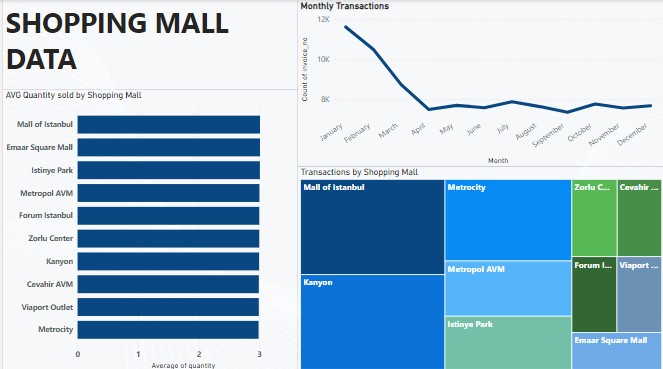 SHOPPING MALL
DATA
AVG Quantity sold by Shopping Mall
Mall of Istanbul
Emaar Square Mall
Istinye Park
Metropol AVM
Forum Istanbul
Zorlu Center
Kanyon
Cevahir AVM
Viaport Outlet
Metrocity
0 1 2 3
Average of quantity
Monthly Transactions
12K
10K
8K
Count of invoice_no
January February March April May June July August September October November December
Month
Transactions by Shopping Mall
Mall of Istanbul
Kanyon
Metrocity
Metropol AVM
Istinye Park
Zorlu C... Cevahir ...
Forum I... Viaport ...
Emaar Square Mall